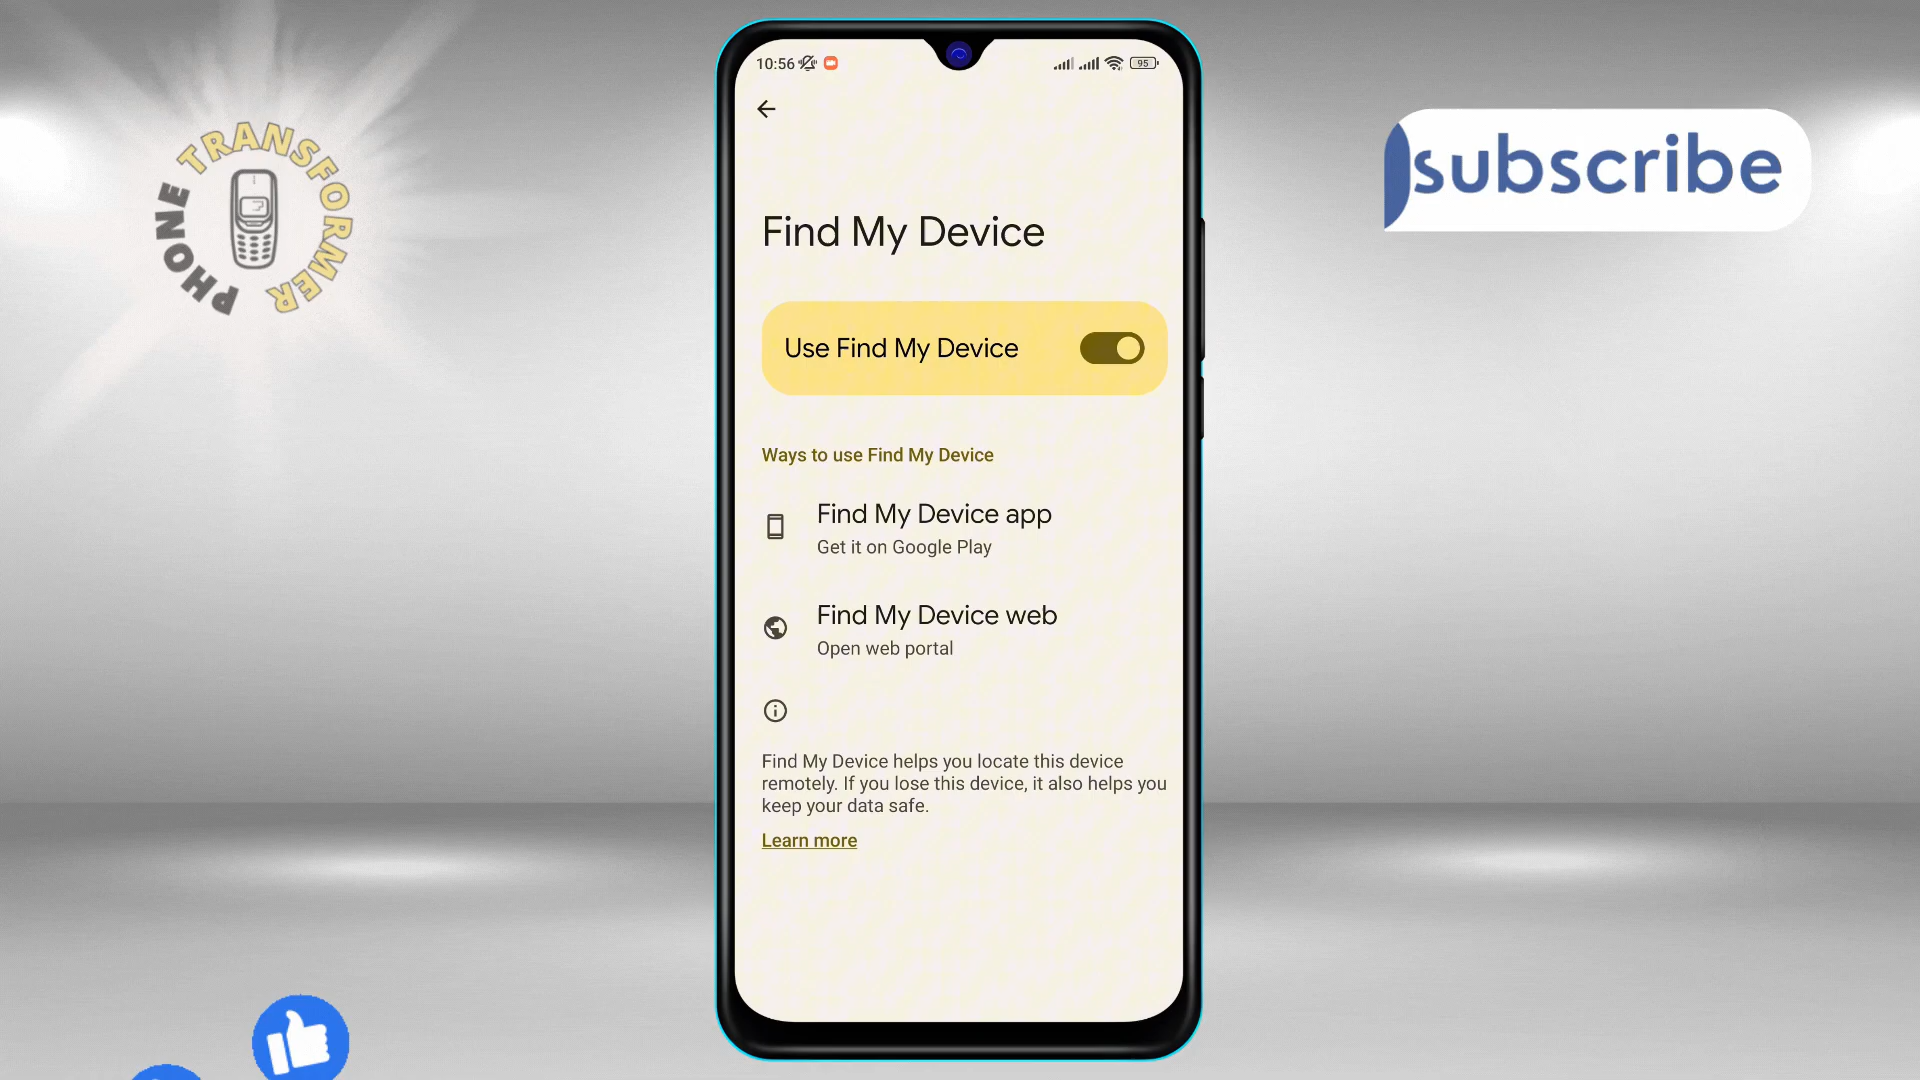 PHONE TRANSFORMER
subscribe
10:56
95
Find My Device
Use Find My Device
Ways to use Find My Device
Find My Device app
Get it on Google Play
Find My Device web
Open web portal
Find My Device helps you locate this device
remotely. If you lose this device, it also helps you
keep your data safe.
Learn more